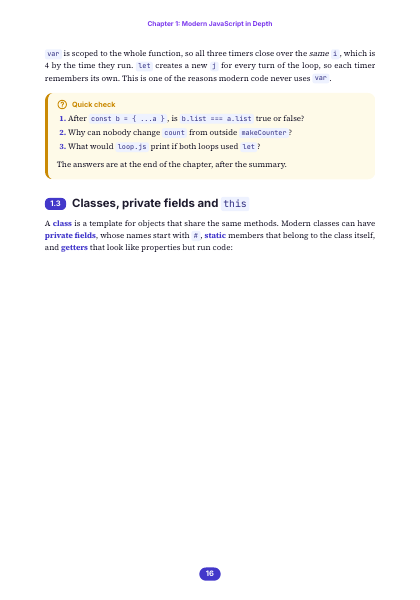 Chapter 1: Modern JavaScript in Depth
var is scoped to the whole function, so all three timers close over the same i, which is
4 by the time they run. let creates a new j for every turn of the loop, so each timer
remembers its own. This is one of the reasons modern code never uses var.
Quick check
1. After const b = { ...a }, is b.list === a.list true or false?
2. Why can nobody change count from outside makeCounter?
3. What would loop.js print if both loops used let?
The answers are at the end of the chapter, after the summary.
1.3 Classes, private fields and this
A class is a template for objects that share the same methods. Modern classes can have
private fields, whose names start with #, static members that belong to the class itself,
and getters that look like properties but run code:
16